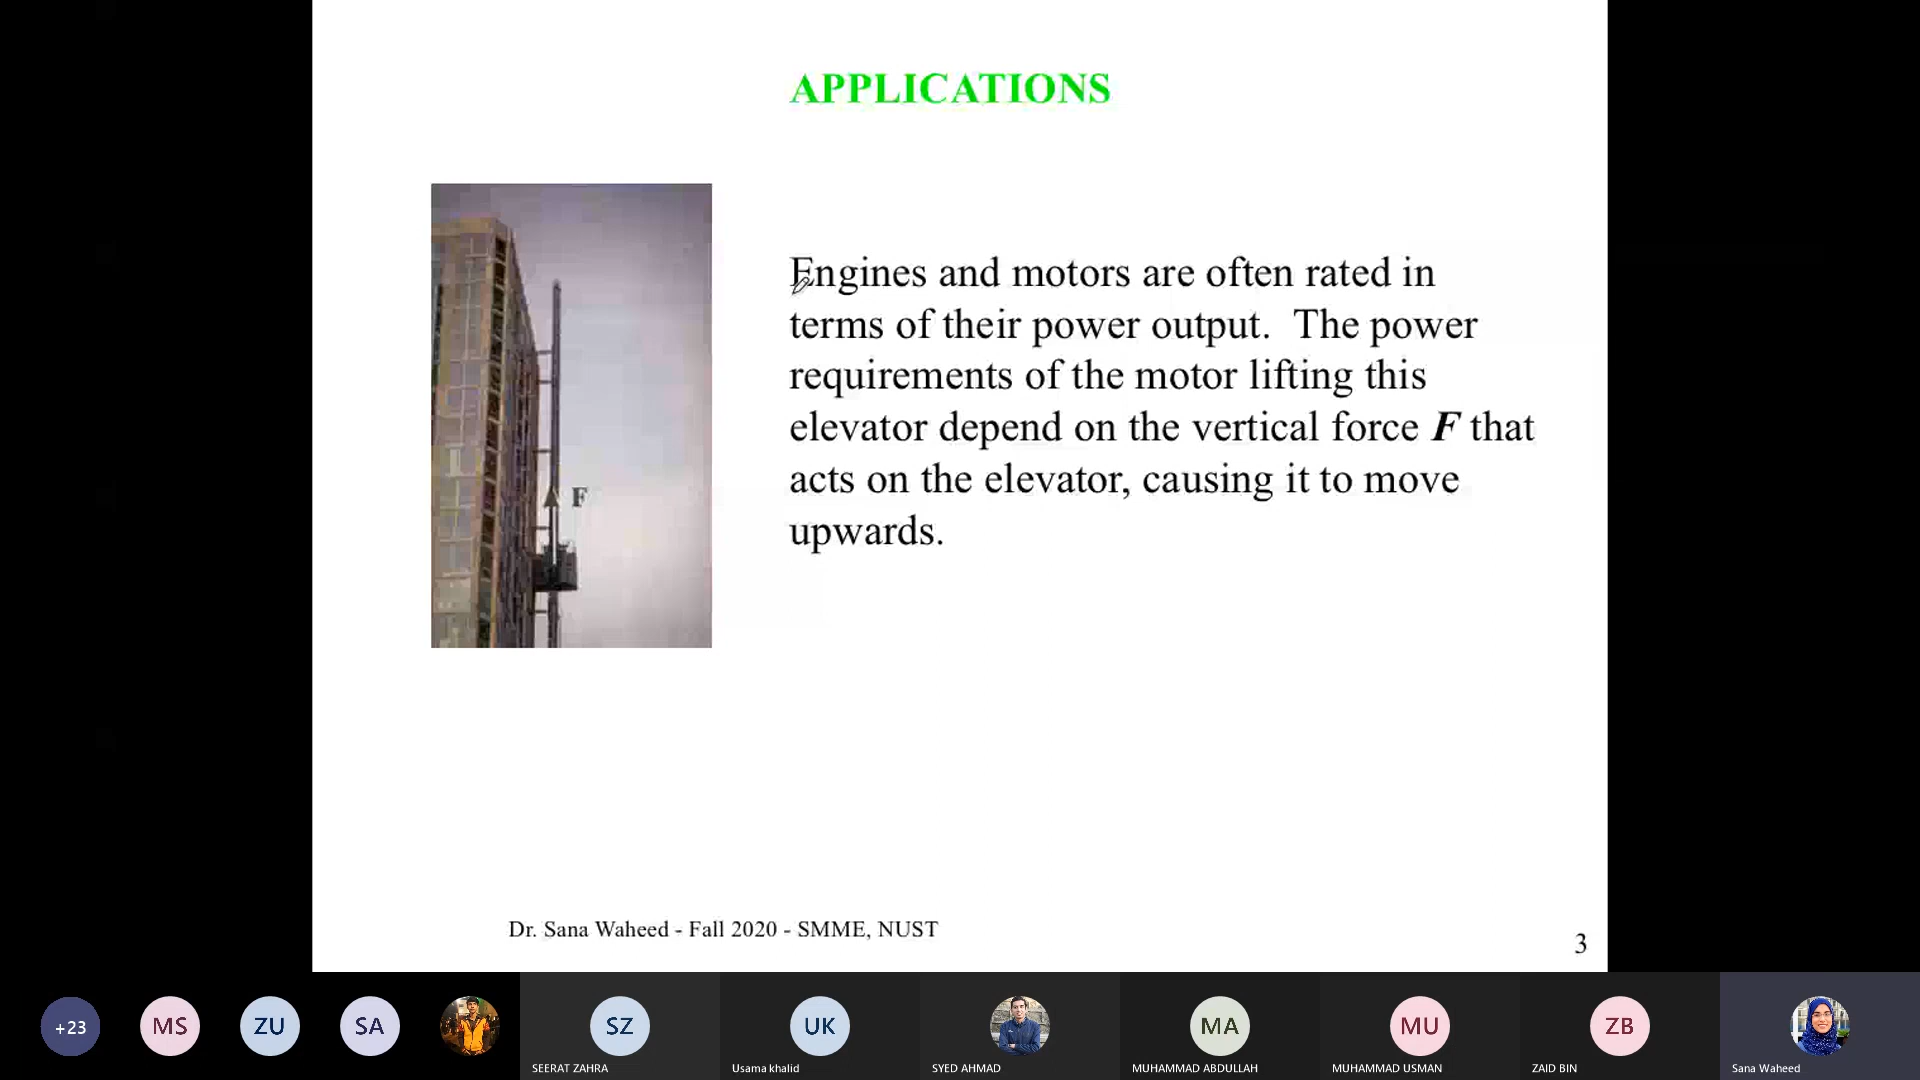 APPLICATIONS
Engines and motors are often rated in
terms of their power output.  The power
requirements of the motor lifting this
elevator depend on the vertical force F that
acts on the elevator, causing it to move
upwards.
F
Dr. Sana Waheed - Fall 2020 - SMME, NUST
3
+23
MS
ZU
SA
SZ
UK
MA
MU
ZB
SEERAT ZAHRA
Usama khalid
SYED AHMAD
MUHAMMAD ABDULLAH
MUHAMMAD USMAN
ZAID BIN
Sana Waheed